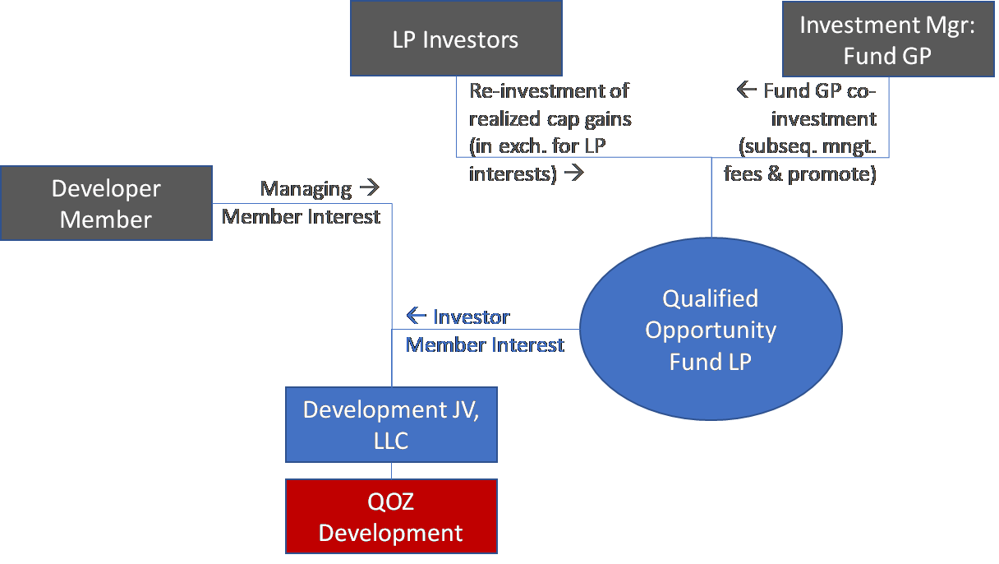 LP Investors
Investment Mgr:
Fund GP
Re-investment of
realized cap gains
(in exch. for LP
interests) →
← Fund GP co-
investment
(subseq. mngt.
fees & promote)
Developer
Member
Managing →
Member Interest
Qualified
Opportunity
Fund LP
← Investor
Member Interest
Development JV,
LLC
QOZ
Development